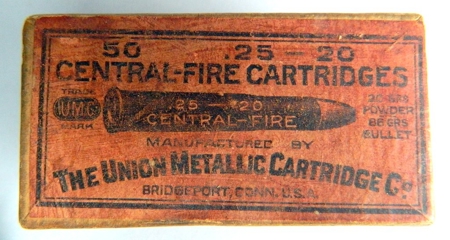 50 .25-20
CENTRAL-FIRE CARTRIDGES
TRADE
U.M.C.
MARK
.25-20
CENTRAL-FIRE
GRS
POWDER
86 GRS
BULLET
MANUFACTURED BY
THE UNION METALLIC CARTRIDGE Co.
BRIDGEPORT, CONN. U.S.A.